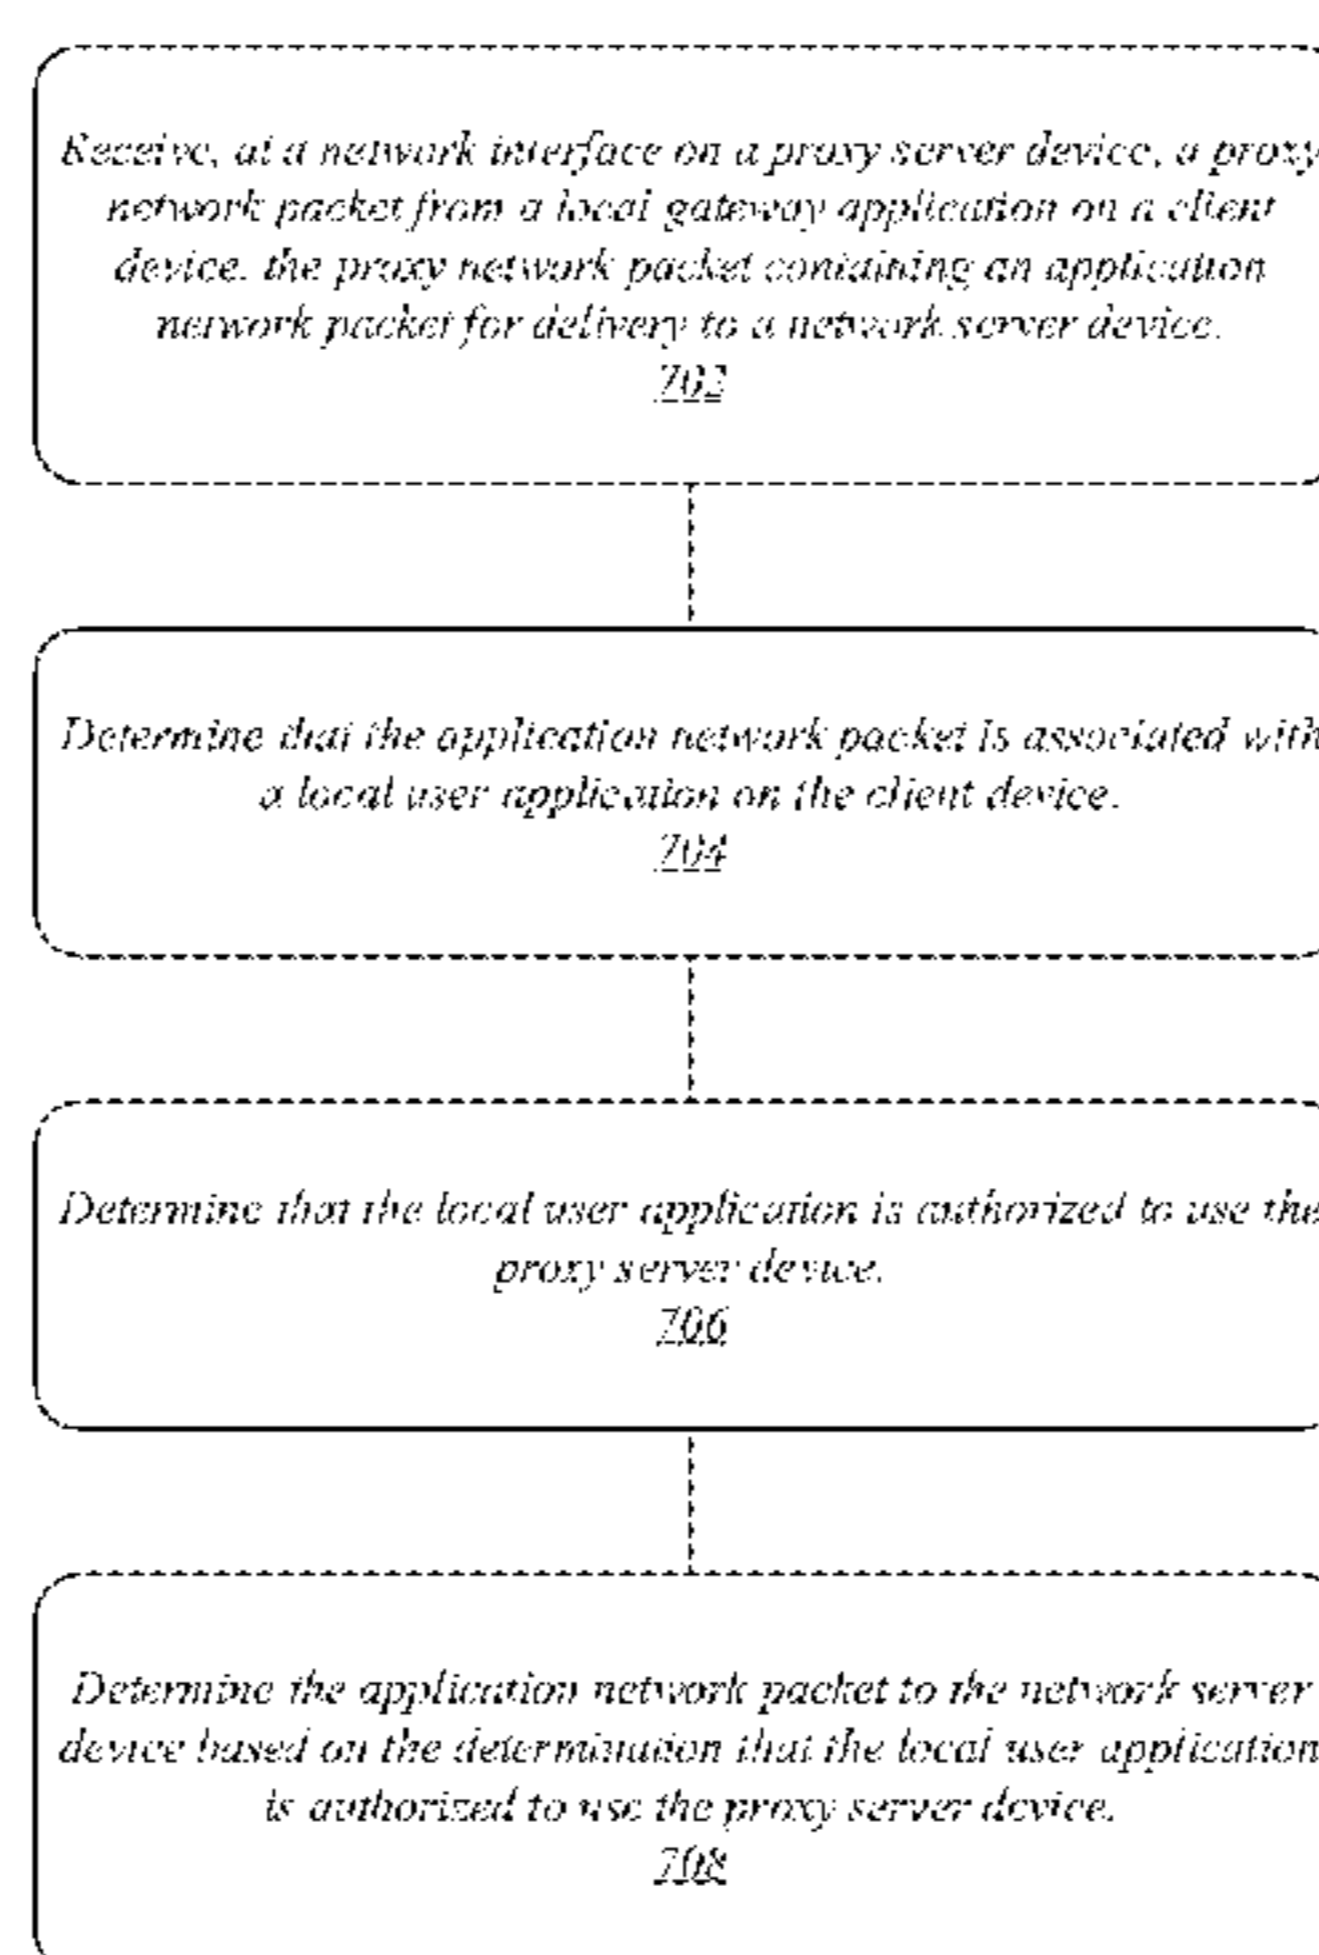 Receive, at a network interface on a proxy server device, a proxy
network packet from a local gateway application on a client
device, the proxy network packet containing an application
network packet for delivery to a network server device.
702
Determine that the application network packet is associated with
a local user application on the client device.
704
Determine that the local user application is authorized to use the
proxy server device.
706
Determine the application network packet to the network server
device based on the determination that the local user application
is authorized to use the proxy server device.
708